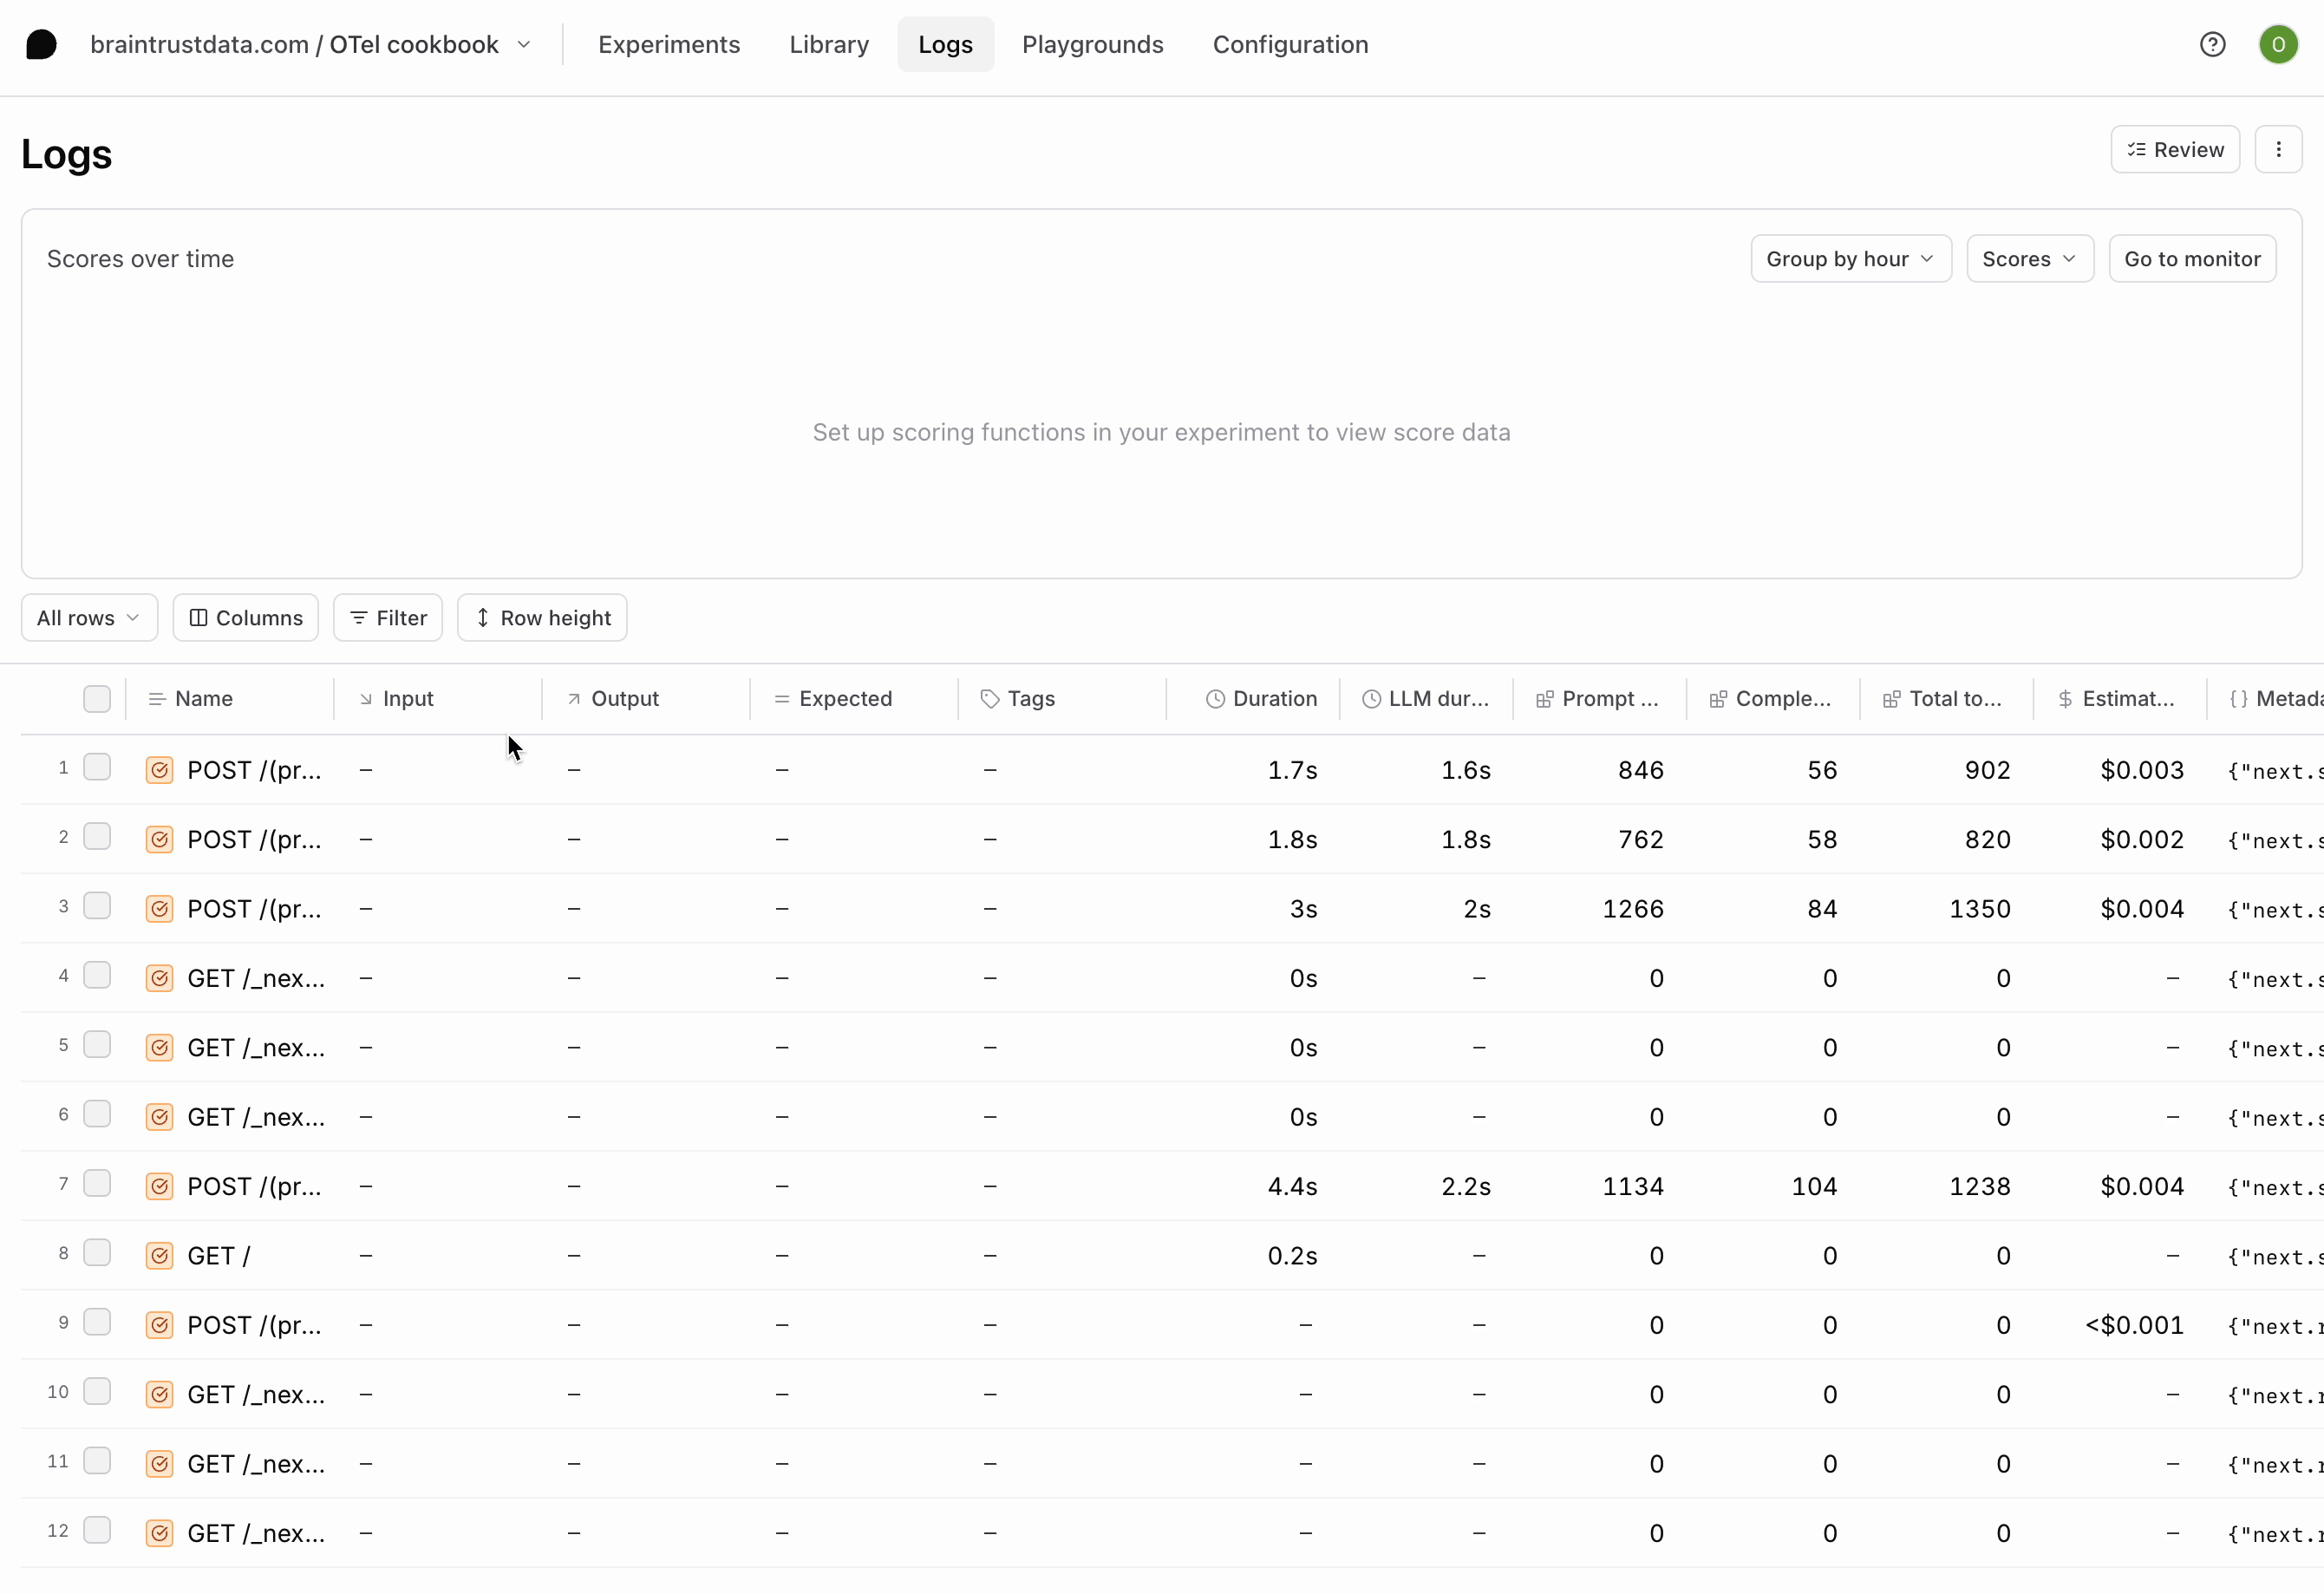 braintrustdata.com / OTel cookbook Experiments Library Logs Playgrounds Configuration O
Logs Review
Scores over time Group by hour Scores Go to monitor
Set up scoring functions in your experiment to view score data
All rows Columns Filter Row height
Name Input Output Expected Tags Duration LLM dur... Prompt ... Comple... Total to... $ Estimat... {} Metada
1 POST /(pr... – – – – 1.7s 1.6s 846 56 902 $0.003 {"next.s
2 POST /(pr... – – – – 1.8s 1.8s 762 58 820 $0.002 {"next.s
3 POST /(pr... – – – – 3s 2s 1266 84 1350 $0.004 {"next.s
4 GET /_nex... – – – – 0s – 0 0 0 – {"next.s
5 GET /_nex... – – – – 0s – 0 0 0 – {"next.s
6 GET /_nex... – – – – 0s – 0 0 0 – {"next.s
7 POST /(pr... – – – – 4.4s 2.2s 1134 104 1238 $0.004 {"next.s
8 GET / – – – – 0.2s – 0 0 0 – {"next.s
9 POST /(pr... – – – – – – 0 0 0 <$0.001 {"next.r
10 GET /_nex... – – – – – – 0 0 0 – {"next.r
11 GET /_nex... – – – – – – 0 0 0 – {"next.r
12 GET /_nex... – – – – – – 0 0 0 – {"next.r